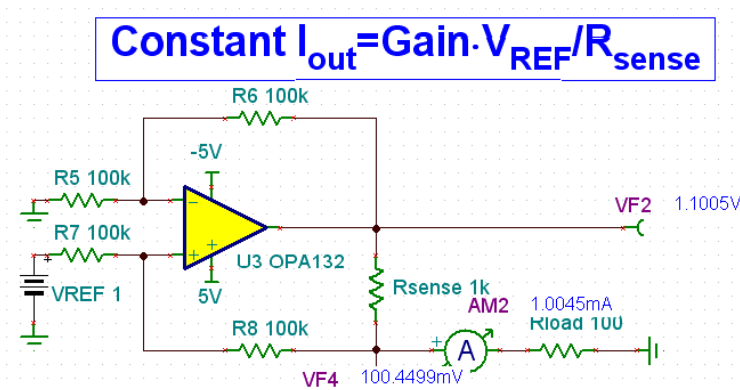 Constant Iout=Gain·VREF/Rsense
R6 100k
-5V
R5 100k
VF2 1.1005V
R7 100k
U3 OPA132
VREF 1
5V
Rsense 1k
AM2 1.0045mA
Rload 100
R8 100k
A
VF4 100.4499mV